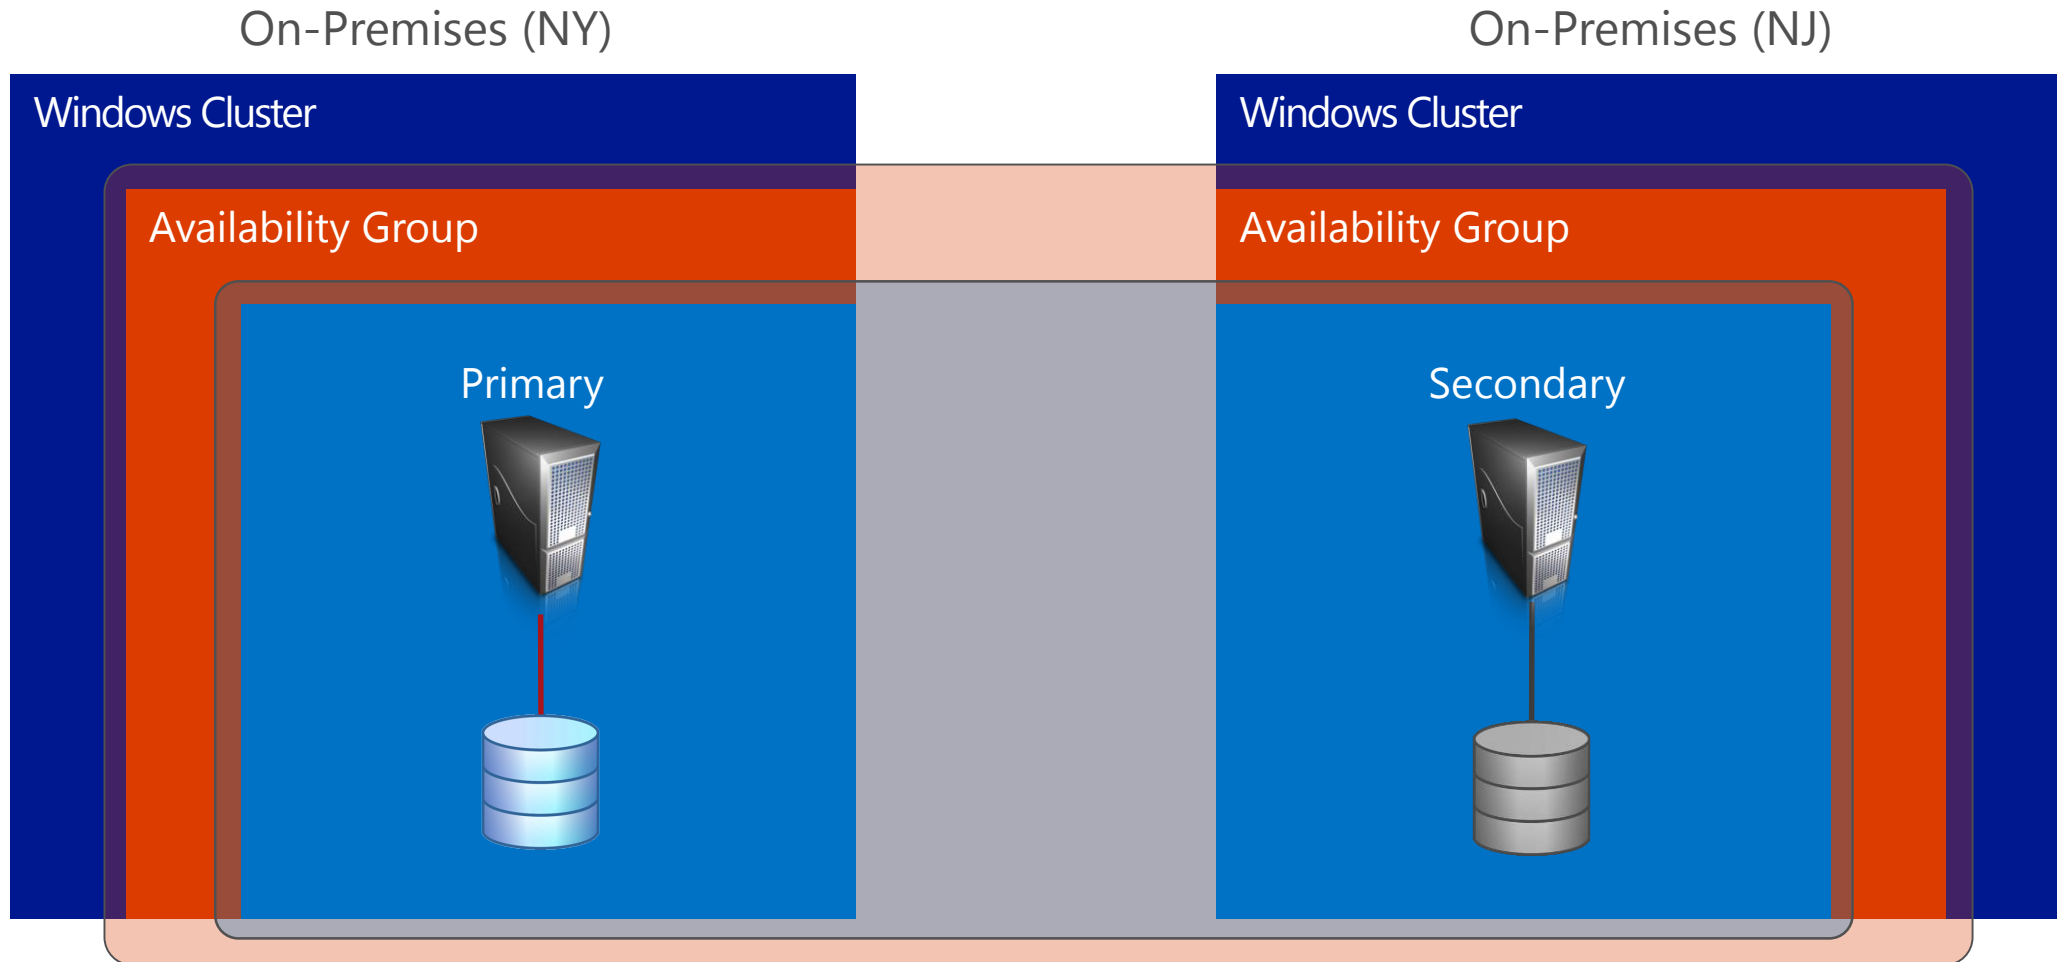 On-Premises (NY)
On-Premises (NJ)
Windows Cluster
Windows Cluster
Availability Group
Availability Group
Primary
Secondary